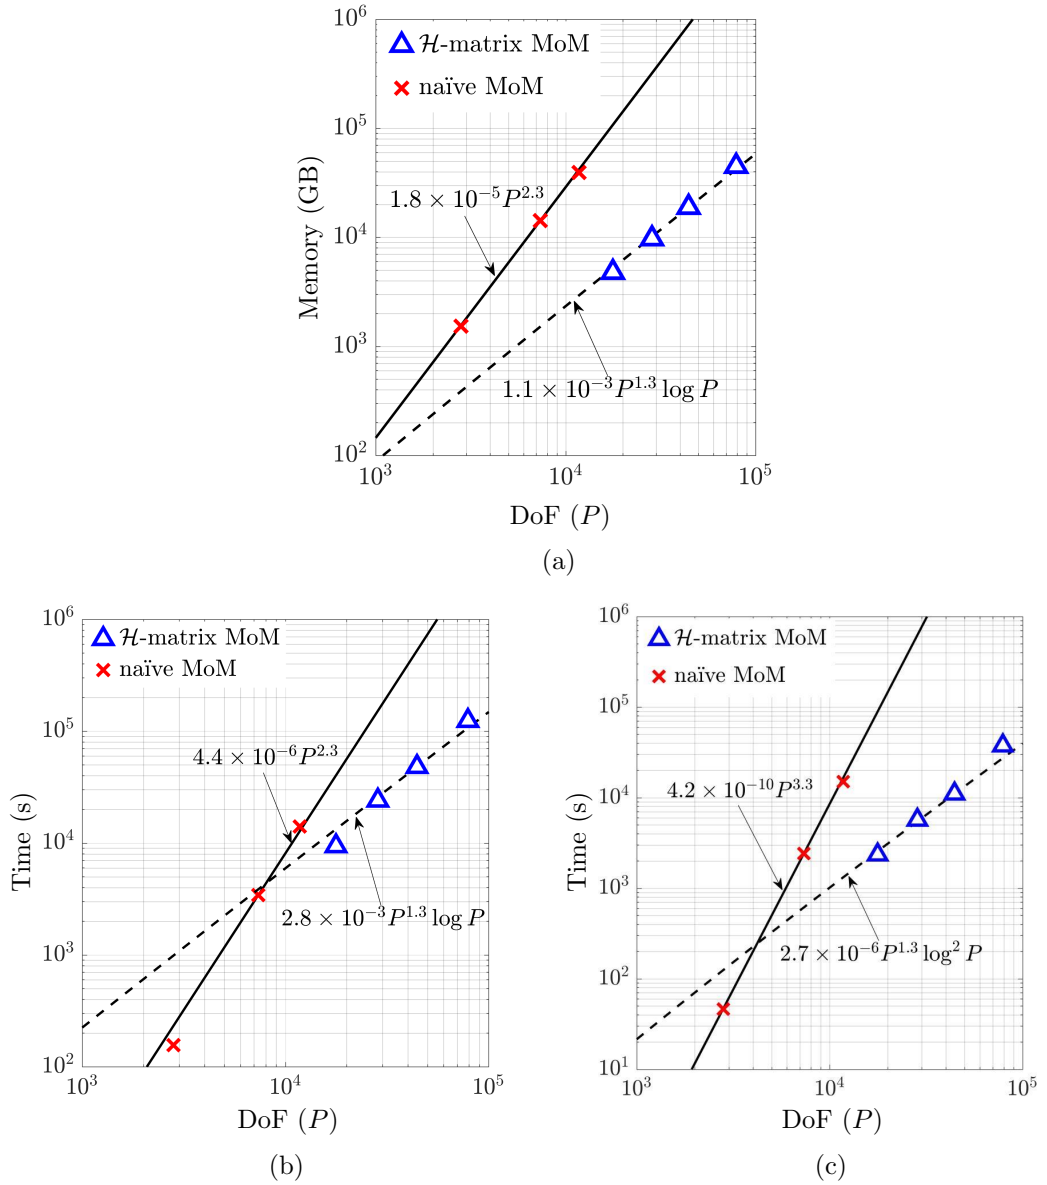 10^6
ℋ-matrix MoM
naïve MoM
10^5
1.8 × 10^−5 P^2.3
Memory (GB)
10^4
10^3
1.1 × 10^−3 P^1.3 log P
10^2
10^3 10^4 10^5
DoF (P)
(a)
10^6
ℋ-matrix MoM
naïve MoM
10^5
4.4 × 10^−6 P^2.3
Time (s)
10^4
2.8 × 10^−3 P^1.3 log P
10^3
10^2
10^3 10^4 10^5
DoF (P)
(b)
10^6
ℋ-matrix MoM
naïve MoM
10^5
10^4
4.2 × 10^−10 P^3.3
Time (s)
10^3
2.7 × 10^−6 P^1.3 log^2 P
10^2
10^1
10^3 10^4 10^5
DoF (P)
(c)